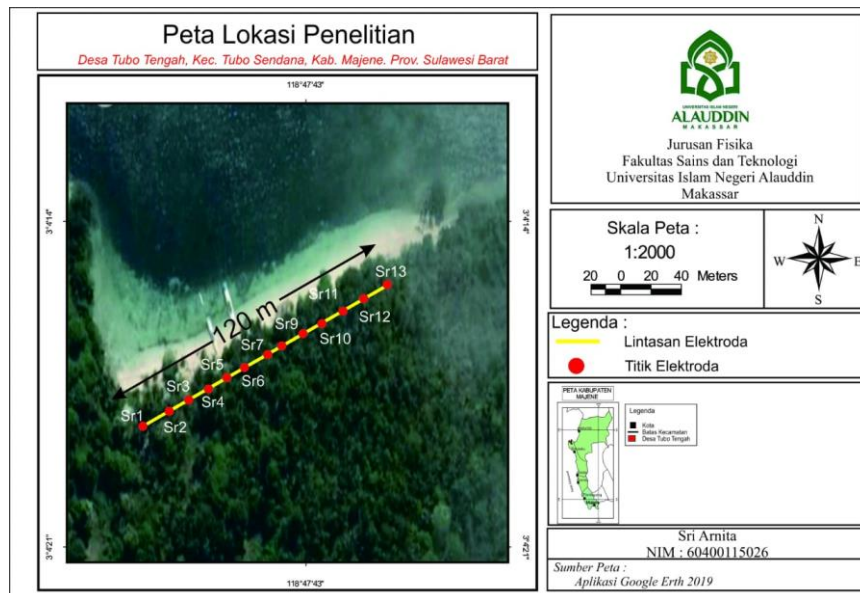 Peta Lokasi Penelitian
Desa Tubo Tengah, Kec. Tubo Sendana, Kab. Majene. Prov. Sulawesi Barat
118°47'43"
3°4'14"
3°4'14"
120 m
Sr13
Sr11
Sr12
Sr9
Sr10
Sr7
Sr5
Sr6
Sr3
Sr4
Sr1
Sr2
3°4'21"
3°4'21"
118°47'43"
UNIVERSITAS ISLAM NEGERI
ALAUDDIN
MAKASSAR
Jurusan Fisika
Fakultas Sains dan Teknologi
Universitas Islam Negeri Alauddin
Makassar
Skala Peta :
1:2000
20 0 20 40 Meters
N
W E
S
Legenda :
Lintasan Elektroda
Titik Elektroda
PETA KABUPATEN
MAJENE
Legenda
Kota
Batas Kecamatan
Desa Tubo Tengah
Sri Arnita
NIM : 60400115026
Sumber Peta :
Aplikasi Google Erth 2019